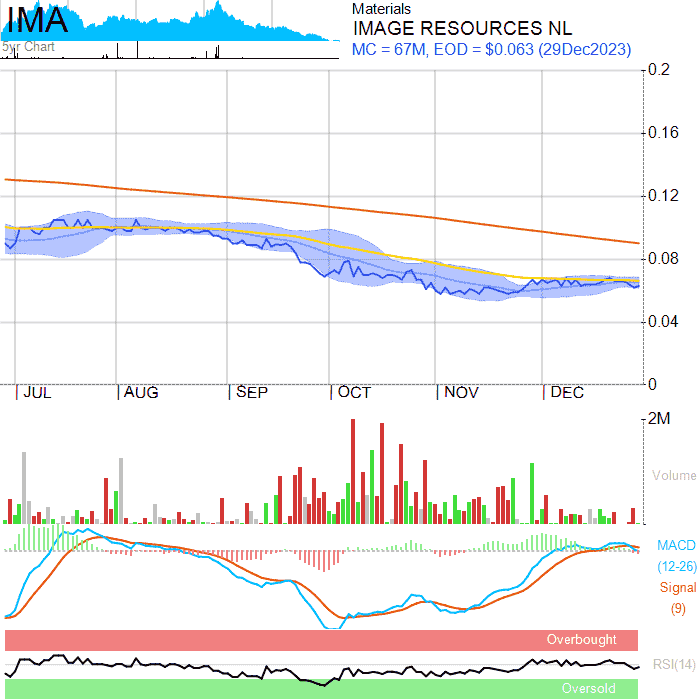 IMA
5yr Chart
Materials
IMAGE RESOURCES NL
MC = 67M, EOD = $0.063 (29Dec2023)
0.2
0.16
0.12
0.08
0.04
0
JUL AUG SEP OCT NOV DEC
2M
Volume
MACD
(12-26)
Signal
(9)
Overbought
RSI(14)
Oversold